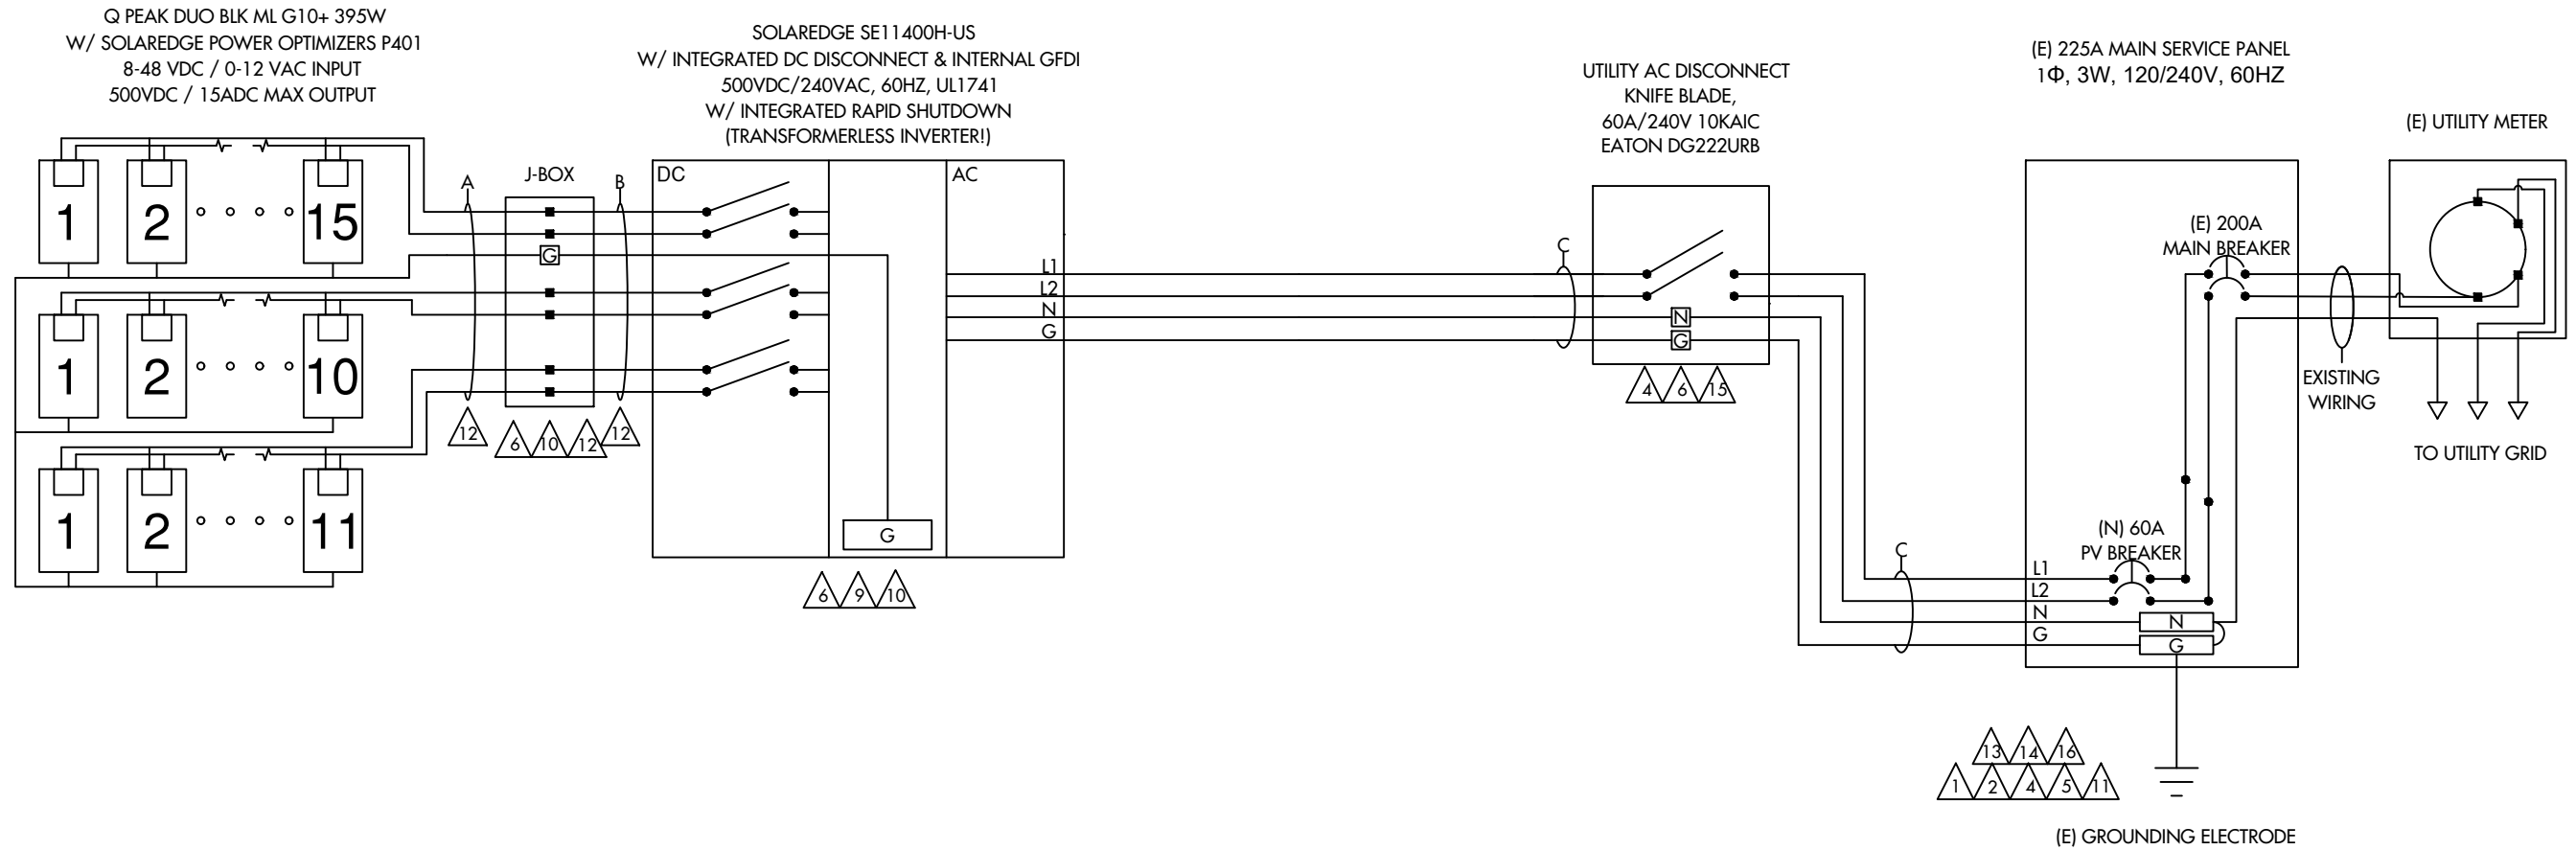 Q PEAK DUO BLK ML G10+ 395W
W/ SOLAREDGE POWER OPTIMIZERS P401
8-48 VDC / 0-12 VAC INPUT
500VDC / 15ADC MAX OUTPUT
SOLAREDGE SE11400H-US
W/ INTEGRATED DC DISCONNECT & INTERNAL GFDI
500VDC/240VAC, 60HZ, UL1741
W/ INTEGRATED RAPID SHUTDOWN
(TRANSFORMERLESS INVERTER!)
UTILITY AC DISCONNECT
KNIFE BLADE,
60A/240V 10KAIC
EATON DG222URB
(E) 225A MAIN SERVICE PANEL
1Φ, 3W, 120/240V, 60HZ
(E) UTILITY METER
1 2 15
1 2 10
1 2 11
A
J-BOX
B
G
12
6 10 12
12
DC
AC
G
6 9 10
L1
L2
N
G
C
N
G
4 6 15
C
(E) 200A
MAIN BREAKER
(N) 60A
PV BREAKER
L1
L2
N
G
N
G
EXISTING
WIRING
TO UTILITY GRID
13 14 16
1 2 4 5 11
(E) GROUNDING ELECTRODE